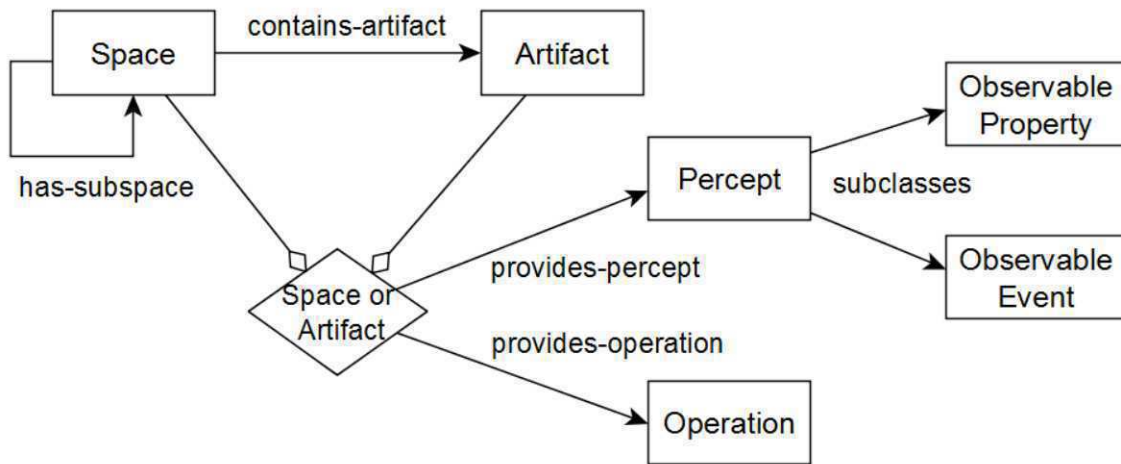 contains-artifact
Space
Artifact
Observable
Property
has-subspace
Percept
subclasses
provides-percept
Observable
Event
Space or
Artifact
provides-operation
Operation